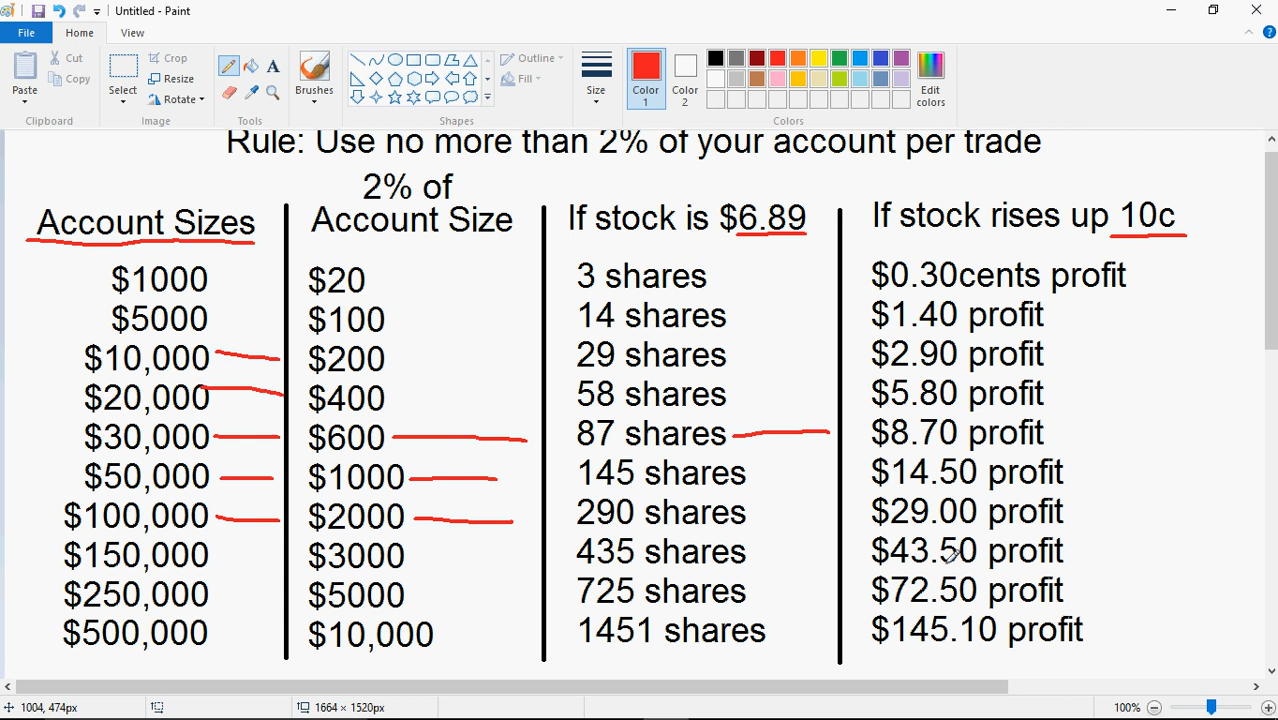 Untitled - Paint
File Home View
Paste
Cut
Copy
Clipboard
Select
Crop
Resize
Rotate
Image
Tools
Brushes
Shapes
Outline
Fill
Size
Color 1
Color 2
Edit colors
Colors
Rule: Use no more than 2% of your account per trade
Account Sizes
2% of
Account Size
If stock is $6.89
If stock rises up 10c
$1000 $20 3 shares $0.30cents profit
$5000 $100 14 shares $1.40 profit
$10,000 $200 29 shares $2.90 profit
$20,000 $400 58 shares $5.80 profit
$30,000 $600 87 shares $8.70 profit
$50,000 $1000 145 shares $14.50 profit
$100,000 $2000 290 shares $29.00 profit
$150,000 $3000 435 shares $43.50 profit
$250,000 $5000 725 shares $72.50 profit
$500,000 $10,000 1451 shares $145.10 profit
1004, 474px
1664 × 1520px
100%